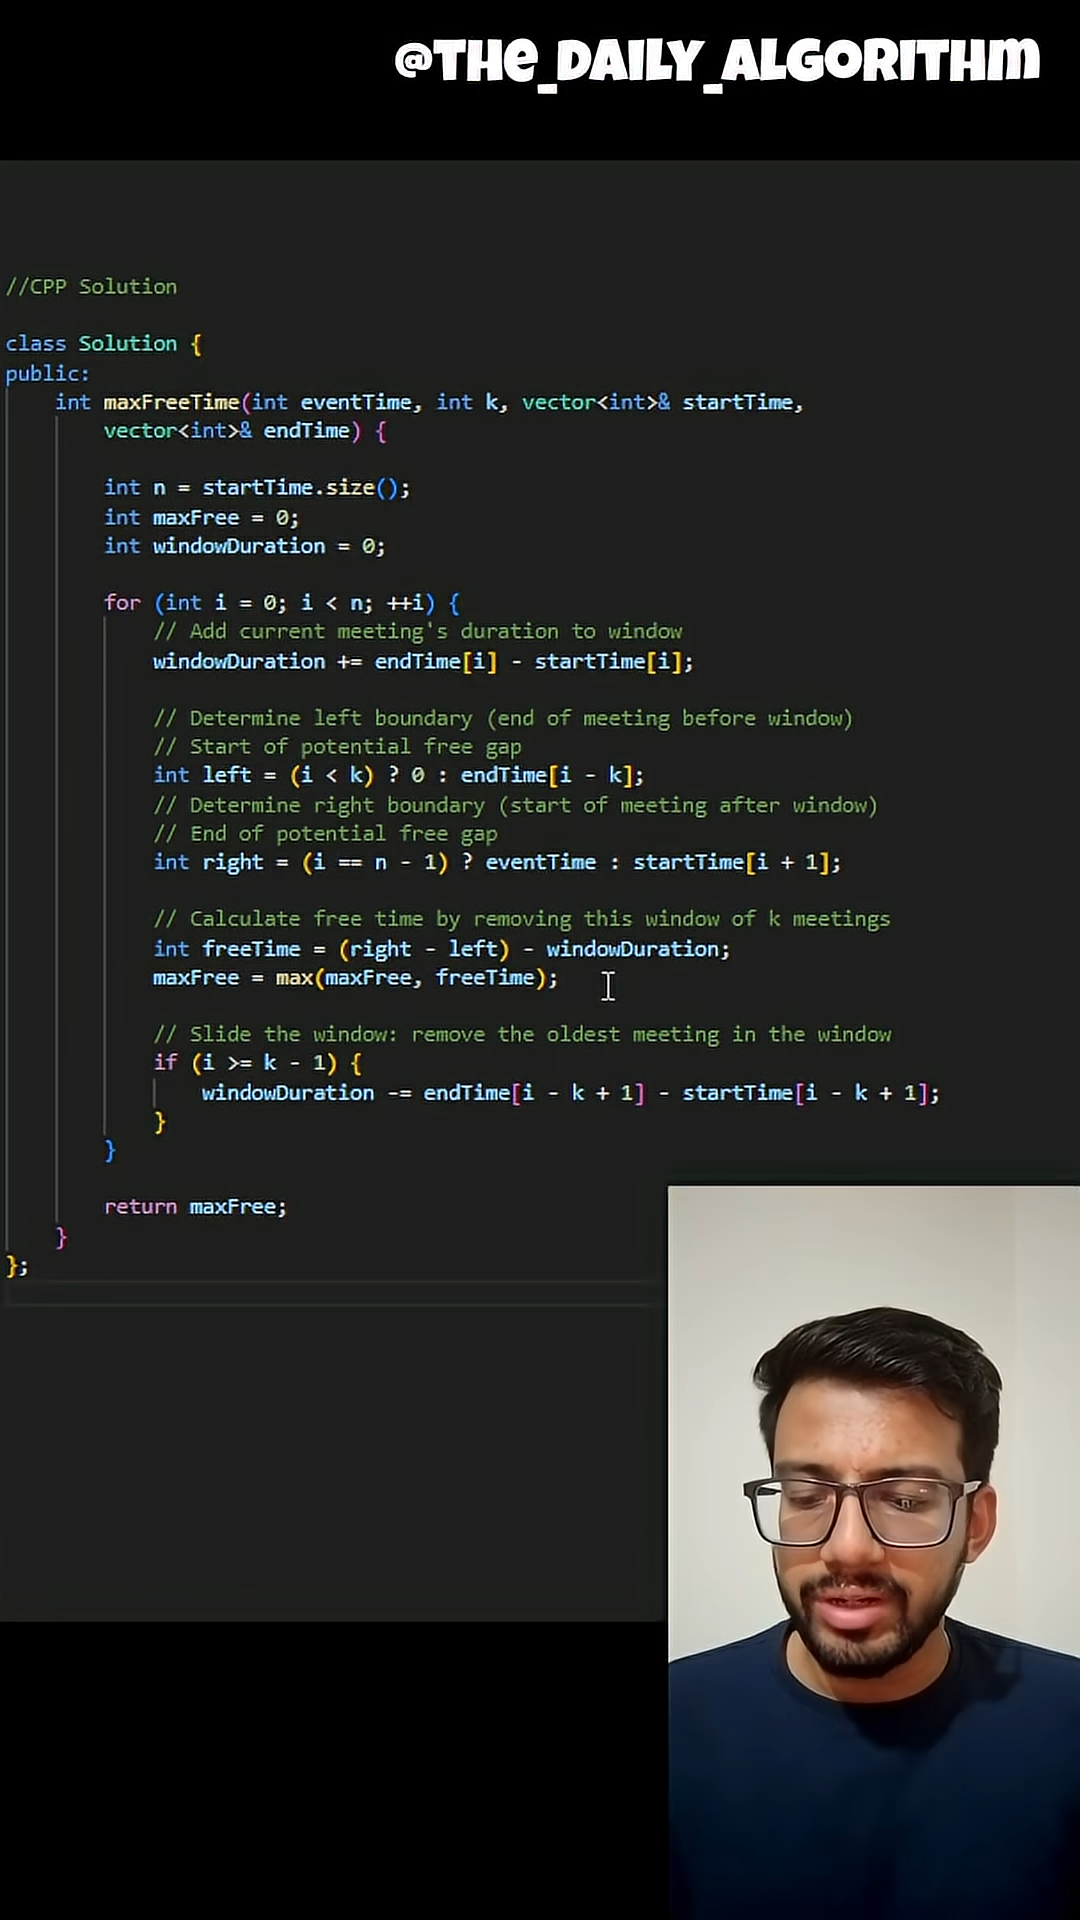 @THE_DAILY_ALGORITHM
//CPP Solution
class Solution {
public:
int maxFreeTime(int eventTime, int k, vector<int>& startTime,
vector<int>& endTime) {
int n = startTime.size();
int maxFree = 0;
int windowDuration = 0;
for (int i = 0; i < n; ++i) {
// Add current meeting's duration to window
windowDuration += endTime[i] - startTime[i];
// Determine left boundary (end of meeting before window)
// Start of potential free gap
int left = (i < k) ? 0 : endTime[i - k];
// Determine right boundary (start of meeting after window)
// End of potential free gap
int right = (i == n - 1) ? eventTime : startTime[i + 1];
// Calculate free time by removing this window of k meetings
int freeTime = (right - left) - windowDuration;
maxFree = max(maxFree, freeTime);
// Slide the window: remove the oldest meeting in the window
if (i >= k - 1) {
windowDuration -= endTime[i - k + 1] - startTime[i - k + 1];
}
}
return maxFree;
}
};